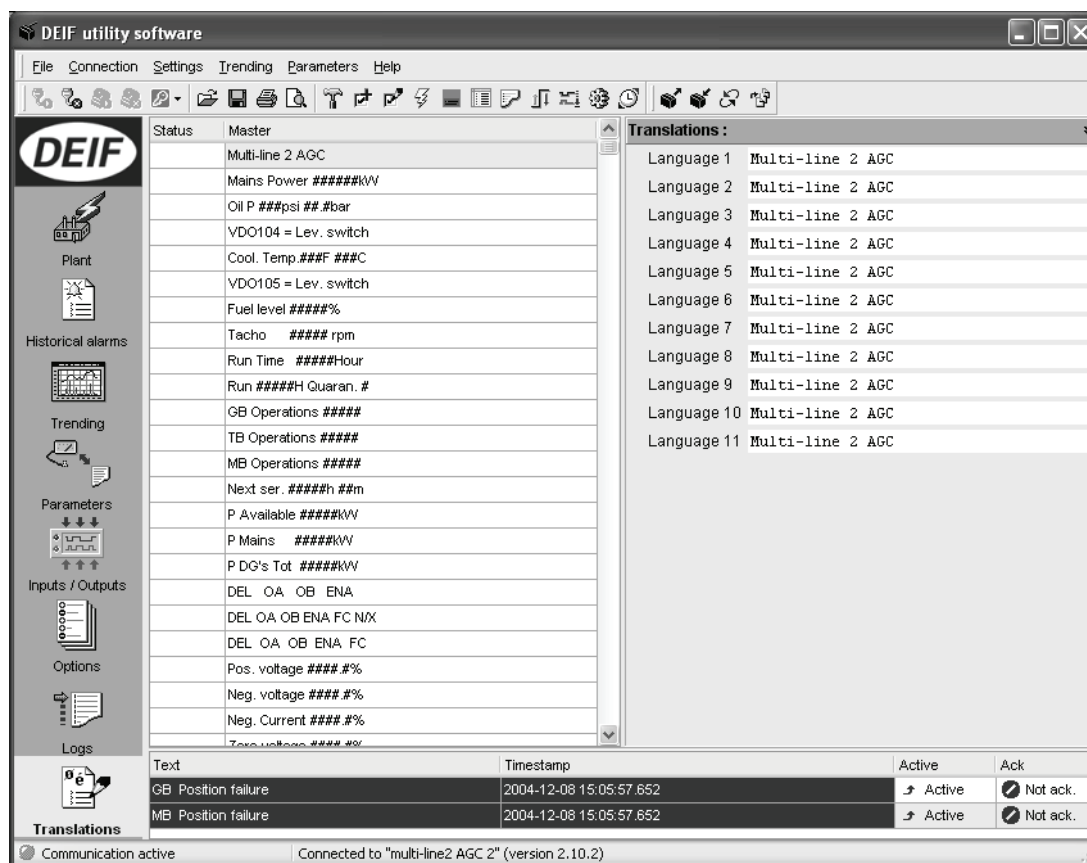 DEIF utility software
File Connection Settings Trending Parameters Help
DEIF
Plant
Historical alarms
Trending
Parameters
Inputs / Outputs
Options
Logs
Translations
Status Master
Multi-line 2 AGC
Mains Power ######kW
Oil P ###psi ##.#bar
VDO104 = Lev. switch
Cool. Temp.###F ###C
VDO105 = Lev. switch
Fuel level #####%
Tacho ##### rpm
Run Time #####Hour
Run #####H Quaran. #
GB Operations #####
TB Operations #####
MB Operations #####
Next ser. #####h ##m
P Available #####kW
P Mains #####kW
P DG's Tot #####kW
DEL OA OB ENA
DEL OA OB ENA FC N/X
DEL OA OB ENA FC
Pos. voltage ####.#%
Neg. voltage ####.#%
Neg. Current ####.#%
Zero voltage ####.#%
Translations :
Language 1 Multi-line 2 AGC
Language 2 Multi-line 2 AGC
Language 3 Multi-line 2 AGC
Language 4 Multi-line 2 AGC
Language 5 Multi-line 2 AGC
Language 6 Multi-line 2 AGC
Language 7 Multi-line 2 AGC
Language 8 Multi-line 2 AGC
Language 9 Multi-line 2 AGC
Language 10 Multi-line 2 AGC
Language 11 Multi-line 2 AGC
Text Timestamp Active Ack
GB Position failure 2004-12-08 15:05:57.652 Active Not ack.
MB Position failure 2004-12-08 15:05:57.652 Active Not ack.
Communication active Connected to "multi-line2 AGC 2" (version 2.10.2)